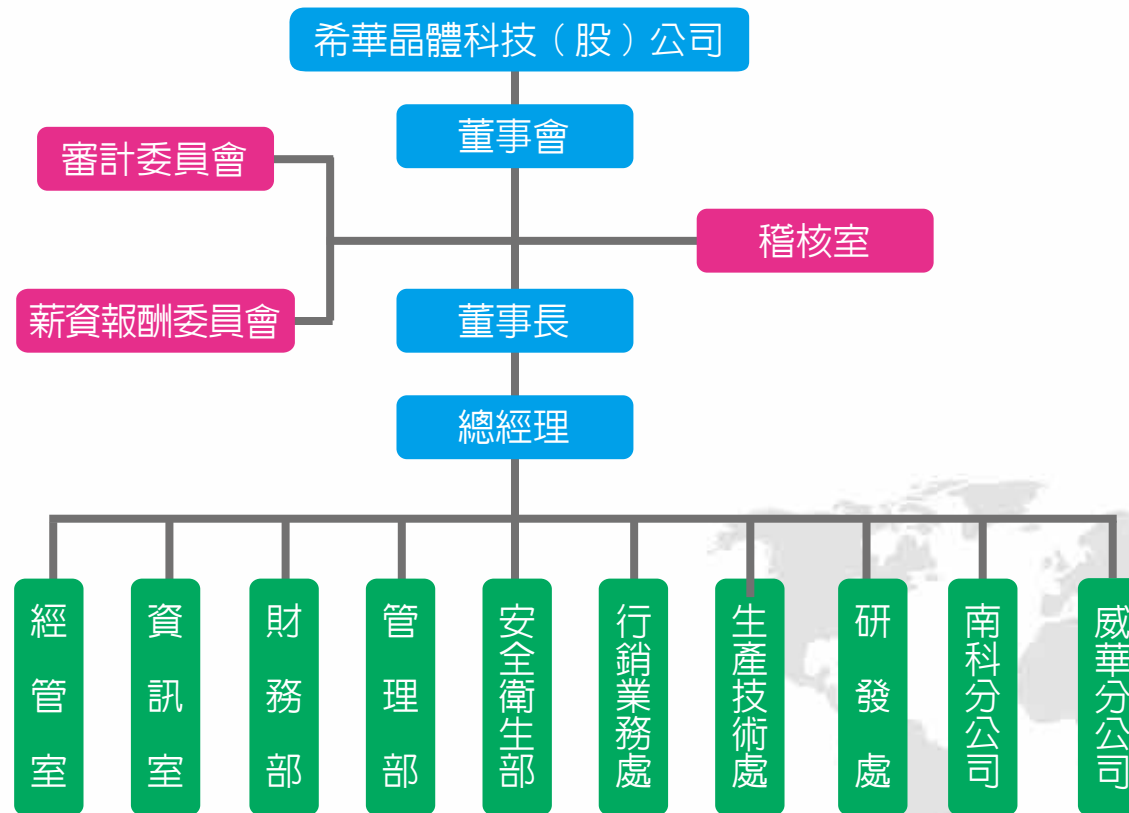 希華晶體科技（股）公司
董事會
審計委員會
稽核室
薪資報酬委員會
董事長
總經理
經管室
資訊室
財務部
管理部
安全衛生部
行銷業務處
生產技術處
研發處
南科分公司
威華分公司